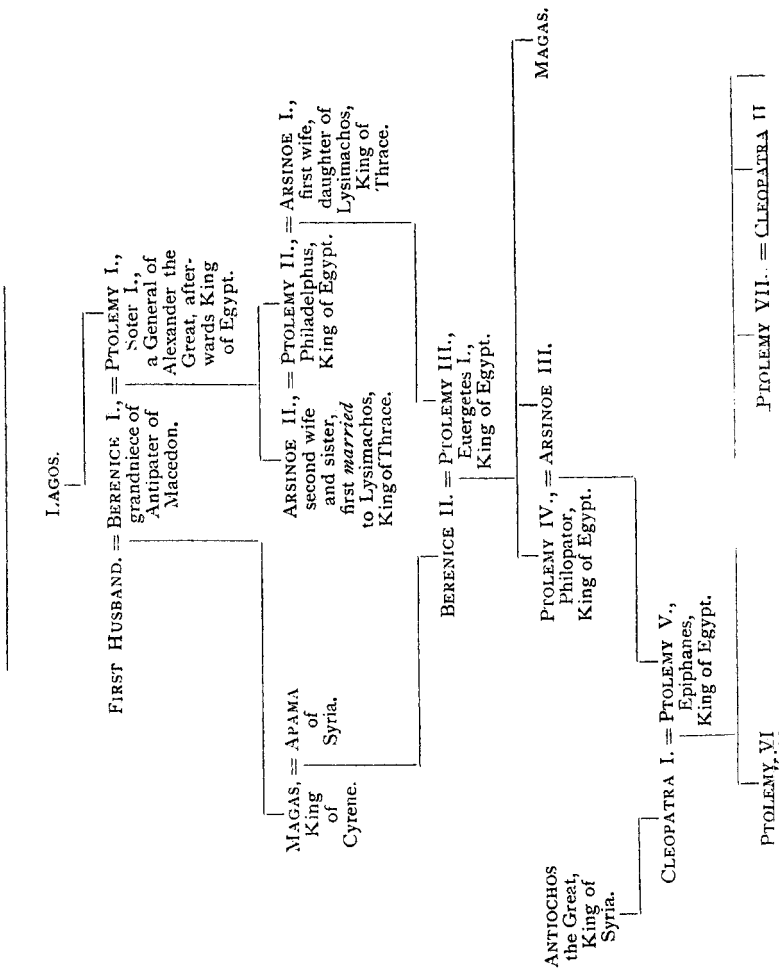 LAGOS.
FIRST HUSBAND. = BERENICE I., = PTOLEMY I.,
grandniece of
Antipater of
Macedon.
Soter I.,
a General of
Alexander the
Great, after-
wards King
of Egypt.
MAGAS, = APAMA
King
of
Cyrene.
of
Syria.
ARSINOE II., = PTOLEMY II., = ARSINOE I.,
second wife
and sister,
first married
to Lysimachos,
King of Thrace.
Philadelphus,
King of Egypt.
first wife,
daughter of
Lysimachos,
King of
Thrace.
BERENICE II. = PTOLEMY III.,
Euergetes I.,
King of Egypt.
PTOLEMY IV., = ARSINOE III.
Philopator,
King of Egypt.
MAGAS.
ANTIOCHOS
the Great,
King of
Syria.
CLEOPATRA I. = PTOLEMY V.,
Epiphanes,
King of Egypt.
PTOLEMY VI
PTOLEMY VII. = CLEOPATRA II